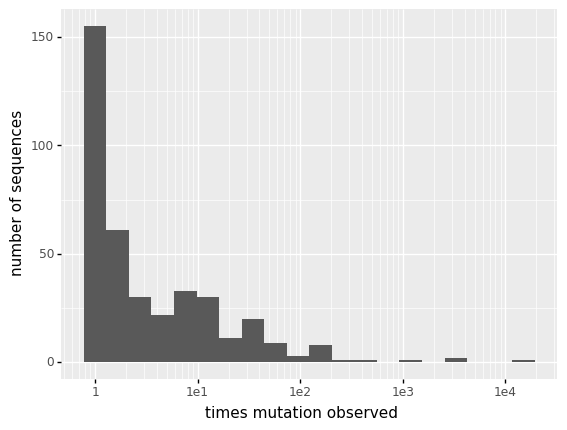 150
100
50
0
number of sequences
1 1e1 1e2 1e3 1e4
times mutation observed